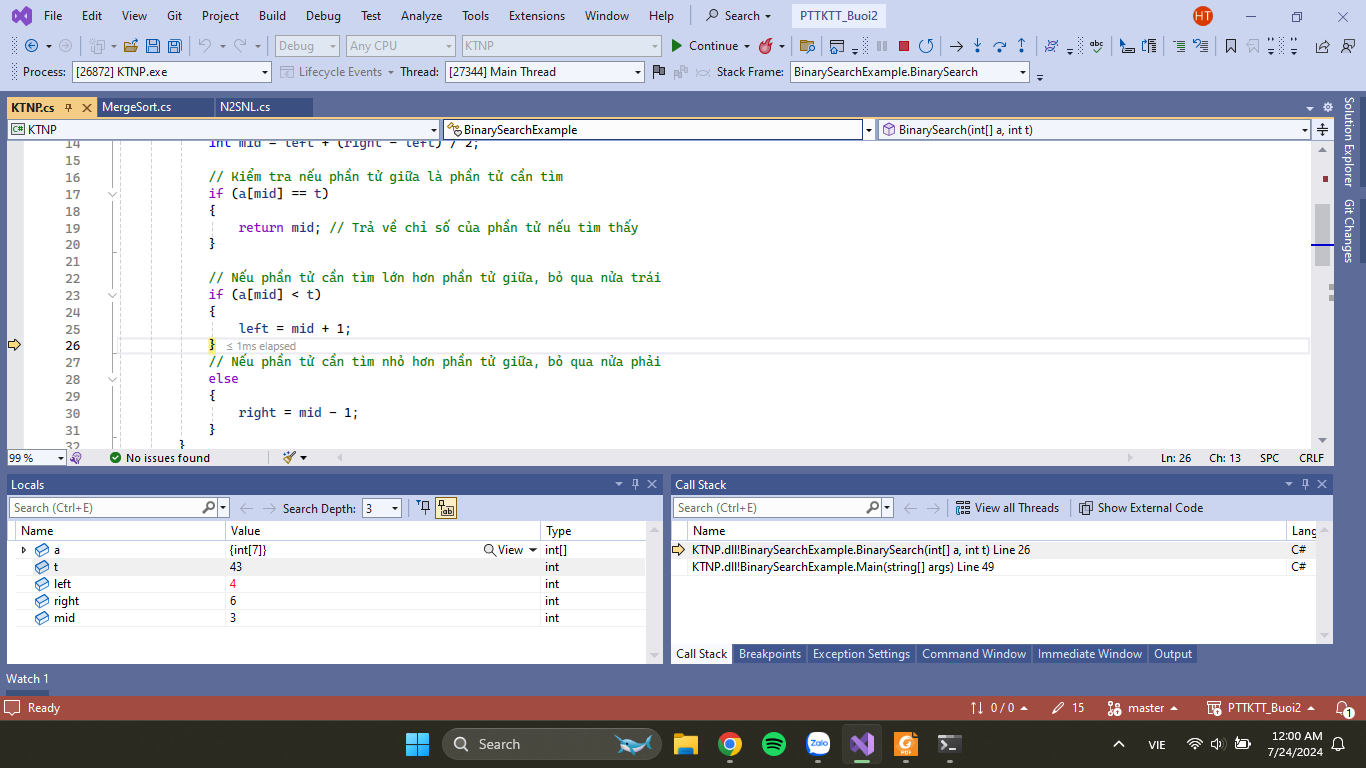 File Edit View Git Project Build Debug Test Analyze Tools Extensions Window Help Search PTTKTT_Buoi2 HT
Debug Any CPU KTNP Continue
Process: [26872] KTNP.exe Lifecycle Events Thread: [27344] Main Thread Stack Frame: BinarySearchExample.BinarySearch
KTNP.cs MergeSort.cs N2SNL.cs
C# KTNP BinarySearchExample BinarySearch(int[] a, int t)
14 int mid = left + (right - left) / 2;
15
16 // Kiểm tra nếu phần tử giữa là phần tử cần tìm
17 if (a[mid] == t)
18 {
19 return mid; // Trả về chỉ số của phần tử nếu tìm thấy
20 }
21
22 // Nếu phần tử cần tìm lớn hơn phần tử giữa, bỏ qua nửa trái
23 if (a[mid] < t)
24 {
25 left = mid + 1;
26 } ≤ 1ms elapsed
27 // Nếu phần tử cần tìm nhỏ hơn phần tử giữa, bỏ qua nửa phải
28 else
29 {
30 right = mid - 1;
31 }
32 }
99 % No issues found Ln: 26 Ch: 13 SPC CRLF
Solution Explorer
Git Changes
Locals
Search (Ctrl+E) Search Depth: 3
Name Value Type
a {int[7]} View int[]
t 43 int
left 4 int
right 6 int
mid 3 int
Call Stack
Search (Ctrl+E) View all Threads Show External Code
Name Lang
KTNP.dll!BinarySearchExample.BinarySearch(int[] a, int t) Line 26 C#
KTNP.dll!BinarySearchExample.Main(string[] args) Line 49 C#
Call Stack Breakpoints Exception Settings Command Window Immediate Window Output
Watch 1
Ready 0 / 0 15 master PTTKTT_Buoi2 1
Search Zalo VIE 12:00 AM
7/24/2024